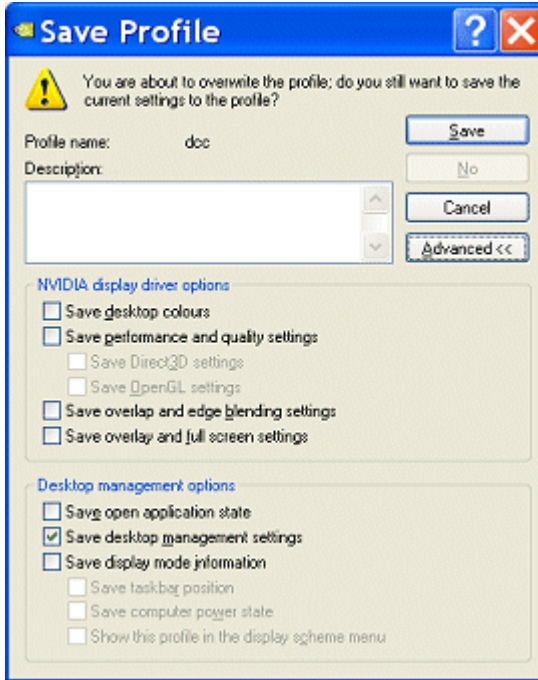 Save Profile
You are about to overwrite the profile; do you still want to save the
current settings to the profile?
Profile name: dcc
Save
Description:
No
Cancel
Advanced <<
NVIDIA display driver options
Save desktop colours
Save performance and quality settings
Save Direct3D settings
Save OpenGL settings
Save overlap and edge blending settings
Save overlay and full screen settings
Desktop management options
Save open application state
Save desktop management settings
Save display mode information
Save taskbar position
Save computer power state
Show this profile in the display scheme menu